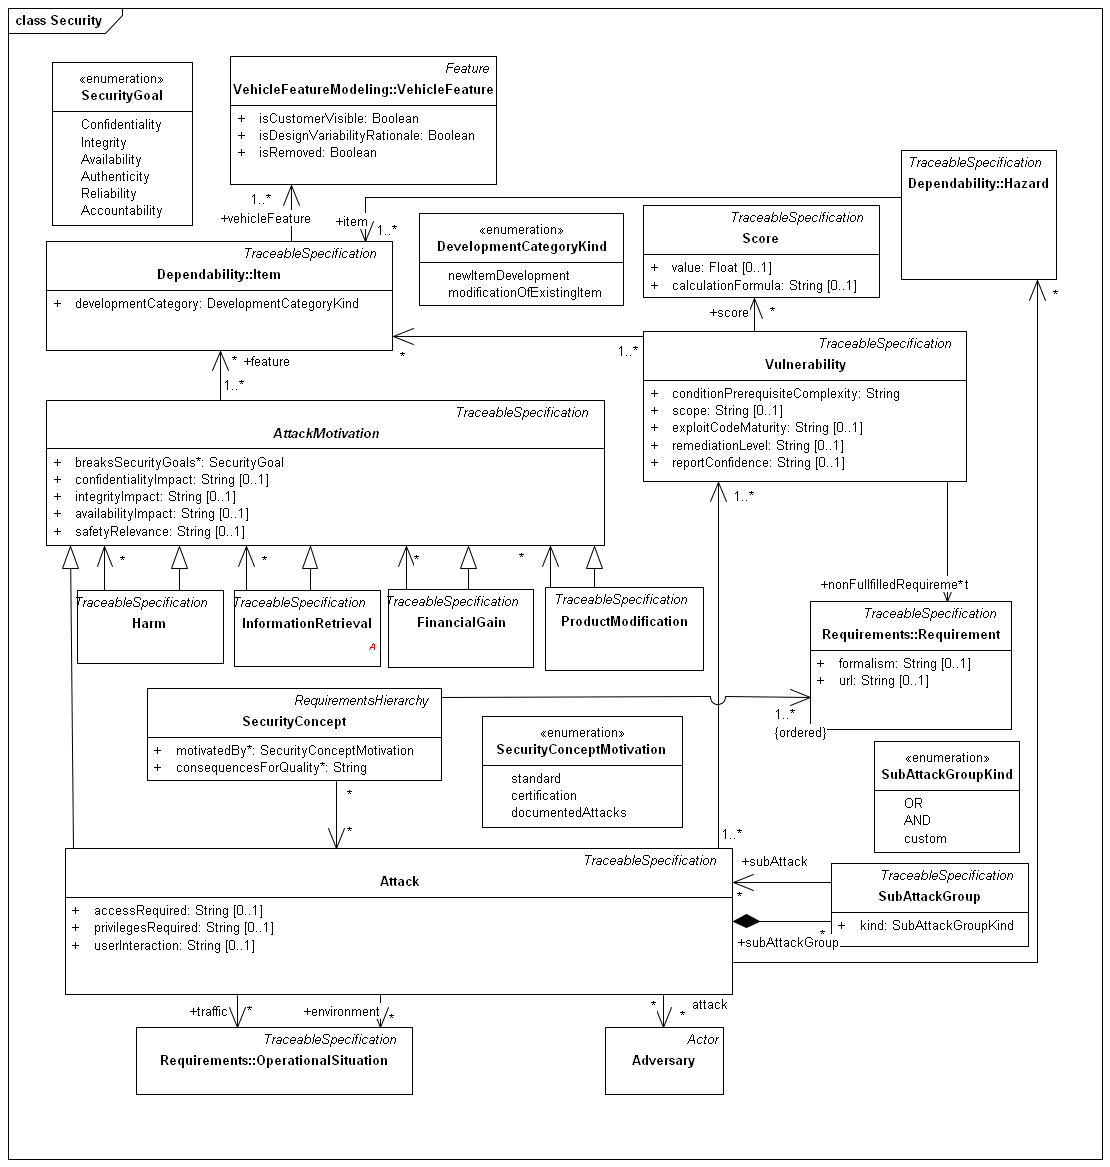 class Security
«enumeration»
SecurityGoal
Confidentiality
Integrity
Availability
Authenticity
Reliability
Accountability
Feature
VehicleFeatureModeling::VehicleFeature
+ isCustomerVisible: Boolean
+ isDesignVariabilityRationale: Boolean
+ isRemoved: Boolean
1..*
+vehicleFeature
+item
1..*
TraceableSpecification
Dependability::Hazard
*
«enumeration»
DevelopmentCategoryKind
newItemDevelopment
modificationOfExistingItem
TraceableSpecification
Score
+ value: Float [0..1]
+ calculationFormula: String [0..1]
+score
*
TraceableSpecification
Dependability::Item
+ developmentCategory: DevelopmentCategoryKind
*
1..*
* +feature
1..*
TraceableSpecification
Vulnerability
+ conditionPrerequisiteComplexity: String
+ scope: String [0..1]
+ exploitCodeMaturity: String [0..1]
+ remediationLevel: String [0..1]
+ reportConfidence: String [0..1]
1..*
TraceableSpecification
AttackMotivation
+ breaksSecurityGoals*: SecurityGoal
+ confidentialityImpact: String [0..1]
+ integrityImpact: String [0..1]
+ availabilityImpact: String [0..1]
+ safetyRelevance: String [0..1]
*
*
*
*
TraceableSpecification
Harm
TraceableSpecification
InformationRetrieval
A
TraceableSpecification
FinancialGain
TraceableSpecification
ProductModification
+nonFullfilledRequireme*t
TraceableSpecification
Requirements::Requirement
+ formalism: String [0..1]
+ url: String [0..1]
1..*
{ordered}
RequirementsHierarchy
SecurityConcept
+ motivatedBy*: SecurityConceptMotivation
+ consequencesForQuality*: String
*
*
«enumeration»
SecurityConceptMotivation
standard
certification
documentedAttacks
«enumeration»
SubAttackGroupKind
OR
AND
custom
1..*
TraceableSpecification
Attack
+ accessRequired: String [0..1]
+ privilegesRequired: String [0..1]
+ userInteraction: String [0..1]
+subAttack
*
TraceableSpecification
SubAttackGroup
+ kind: SubAttackGroupKind
*
+subAttackGroup
+traffic *
+environment *
* attack
*
TraceableSpecification
Requirements::OperationalSituation
Actor
Adversary